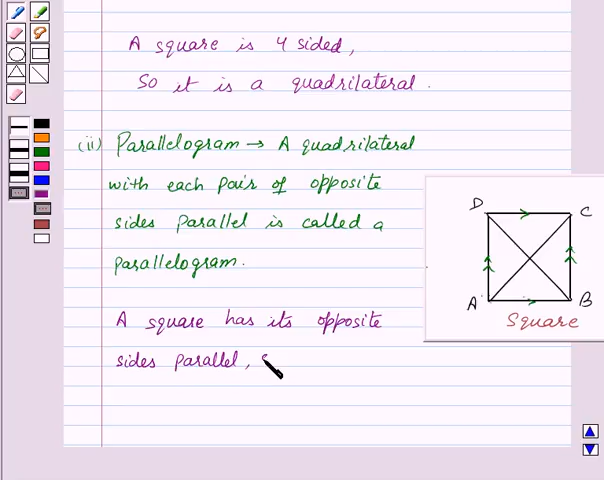 A square is 4 sided,
So it is a quadrilateral.
(ii) Parallelogram → A quadrilateral
with each pair of opposite
sides parallel is called a
parallelogram.
A square has its opposite
sides parallel,
D C
A B
Square